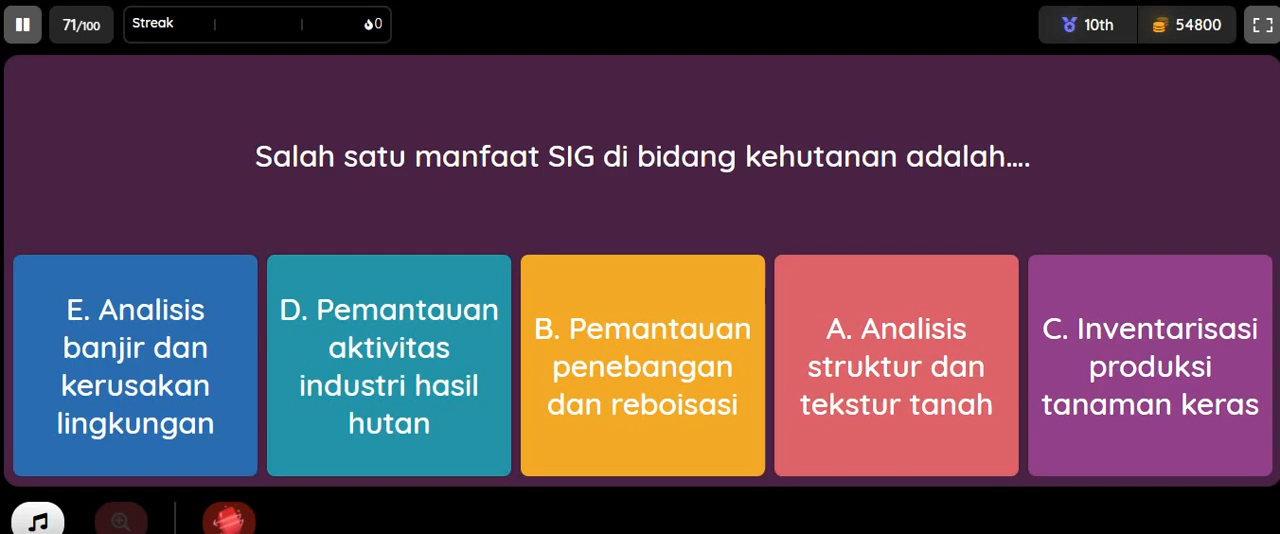 71/100
Streak
0
10th
54800
Salah satu manfaat SIG di bidang kehutanan adalah....
E. Analisis
banjir dan
kerusakan
lingkungan
D. Pemantauan
aktivitas
industri hasil
hutan
B. Pemantauan
penebangan
dan reboisasi
A. Analisis
struktur dan
tekstur tanah
C. Inventarisasi
produksi
tanaman keras